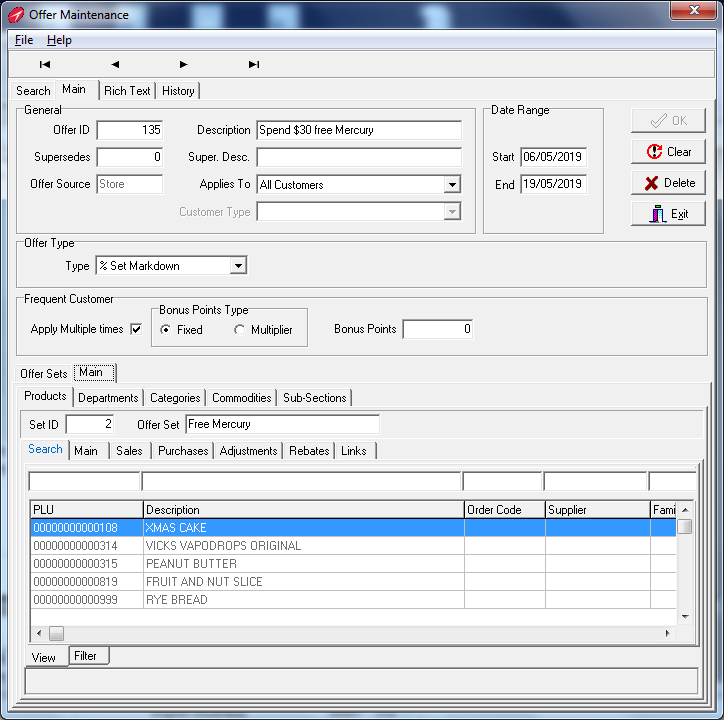 Offer Maintenance
File Help
Search Main Rich Text History
General
Date Range
Offer ID 135 Description Spend $30 free Mercury
OK
Supersedes 0 Super. Desc. Start 06/05/2019
Clear
Offer Source Store Applies To All Customers End 19/05/2019
Delete
Customer Type
Exit
Offer Type
Type % Set Markdown
Frequent Customer
Bonus Points Type
Apply Multiple times Fixed Multiplier Bonus Points 0
Offer Sets Main
Products Departments Categories Commodities Sub-Sections
Set ID 2 Offer Set Free Mercury
Search Main Sales Purchases Adjustments Rebates Links
PLU Description Order Code Supplier Fami
00000000000108 XMAS CAKE
00000000000314 VICKS VAPODROPS ORIGINAL
00000000000315 PEANUT BUTTER
00000000000819 FRUIT AND NUT SLICE
00000000000999 RYE BREAD
View Filter